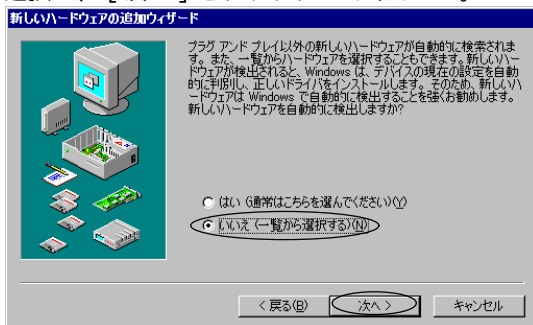 新しいハードウェアの追加ウィザード
プラグ アンド プレイ以外の新しいハードウェアが自動的に検索されま
す。また、一覧からハードウェアを選択することもできます。新しいハー
ドウェアが検出されると、Windows は、デバイスの現在の設定を自動
的に判別し、正しいドライバをインストールします。そのため、新しいハ
ードウェアは Windows で自動的に検出することを強くお勧めします。
新しいハードウェアを自動的に検出しますか?
はい (通常はこちらを選んでください)(Y)
いいえ (一覧から選択する)(N)
< 戻る(B)
次へ >
キャンセル